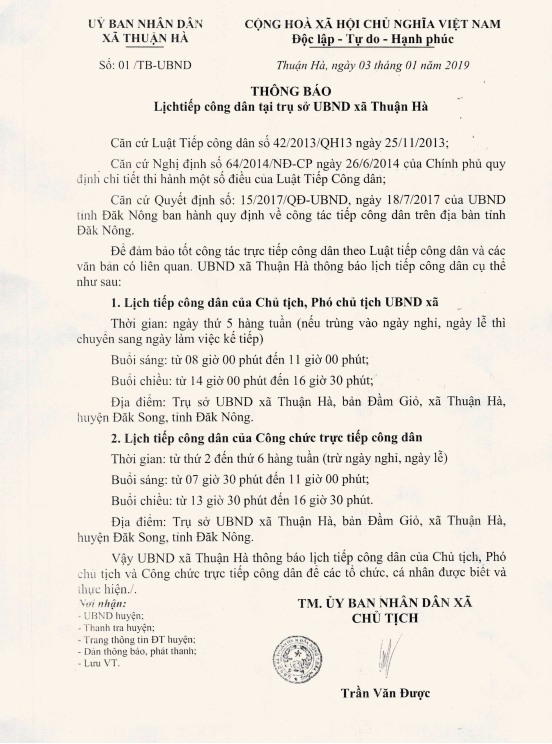 UỶ BAN NHÂN DÂN
XÃ THUẬN HÀ
CỘNG HOÀ XÃ HỘI CHỦ NGHĨA VIỆT NAM
Độc lập - Tự do - Hạnh phúc
Số: 01 /TB-UBND
Thuận Hà, ngày 03 tháng 01 năm 2019
THÔNG BÁO
Lịchtiếp công dân tại trụ sở UBND xã Thuận Hà
Căn cứ Luật Tiếp công dân số 42/2013/QH13 ngày 25/11/2013;
Căn cứ Nghị định số 64/2014/NĐ-CP ngày 26/6/2014 của Chính phủ quy
định chi tiết thi hành một số điều của Luật Tiếp Công dân;
Căn cứ Quyết định số: 15/2017/QĐ-UBND, ngày 18/7/2017 của UBND
tỉnh Đăk Nông ban hành quy định về công tác tiếp công dân trên địa bàn tỉnh
Đăk Nông.
Để đảm bảo tốt công tác trực tiếp công dân theo Luật tiếp công dân và các
văn bản có liên quan. UBND xã Thuận Hà thông báo lịch tiếp công dân cụ thể
như sau:
1. Lịch tiếp công dân của Chủ tịch, Phó chủ tịch UBND xã
Thời gian: ngày thứ 5 hàng tuần (nếu trùng vào ngày nghỉ, ngày lễ thì
chuyển sang ngày làm việc kế tiếp)
Buổi sáng: từ 08 giờ 00 phút đến 11 giờ 00 phút;
Buổi chiều: từ 14 giờ 00 phút đến 16 giờ 30 phút;
Địa điểm: Trụ sở UBND xã Thuận Hà, bản Đầm Giỏ, xã Thuận Hà,
huyện Đăk Song, tỉnh Đăk Nông.
2. Lịch tiếp công dân của Công chức trực tiếp công dân
Thời gian: từ thứ 2 đến thứ 6 hàng tuần (trừ ngày nghỉ, ngày lễ)
Buổi sáng: từ 07 giờ 30 phút đến 11 giờ 00 phút;
Buổi chiều: từ 13 giờ 30 phút đến 16 giờ 30 phút.
Địa điểm: Trụ sở UBND xã Thuận Hà, bản Đầm Giỏ, xã Thuận Hà,
huyện Đăk Song, tỉnh Đăk Nông.
Vậy UBND xã Thuận Hà thông báo lịch tiếp công dân của Chủ tịch, Phó
chủ tịch và Công chức trực tiếp công dân để các tổ chức, cá nhân được biết và
thực hiện./.
Nơi nhận:
- UBND huyện;
- Thanh tra huyện;
- Trang thông tin ĐT huyện;
- Dán thông báo, phát thanh;
- Lưu VT.
TM. ỦY BAN NHÂN DÂN XÃ
CHỦ TỊCH
Trần Văn Được